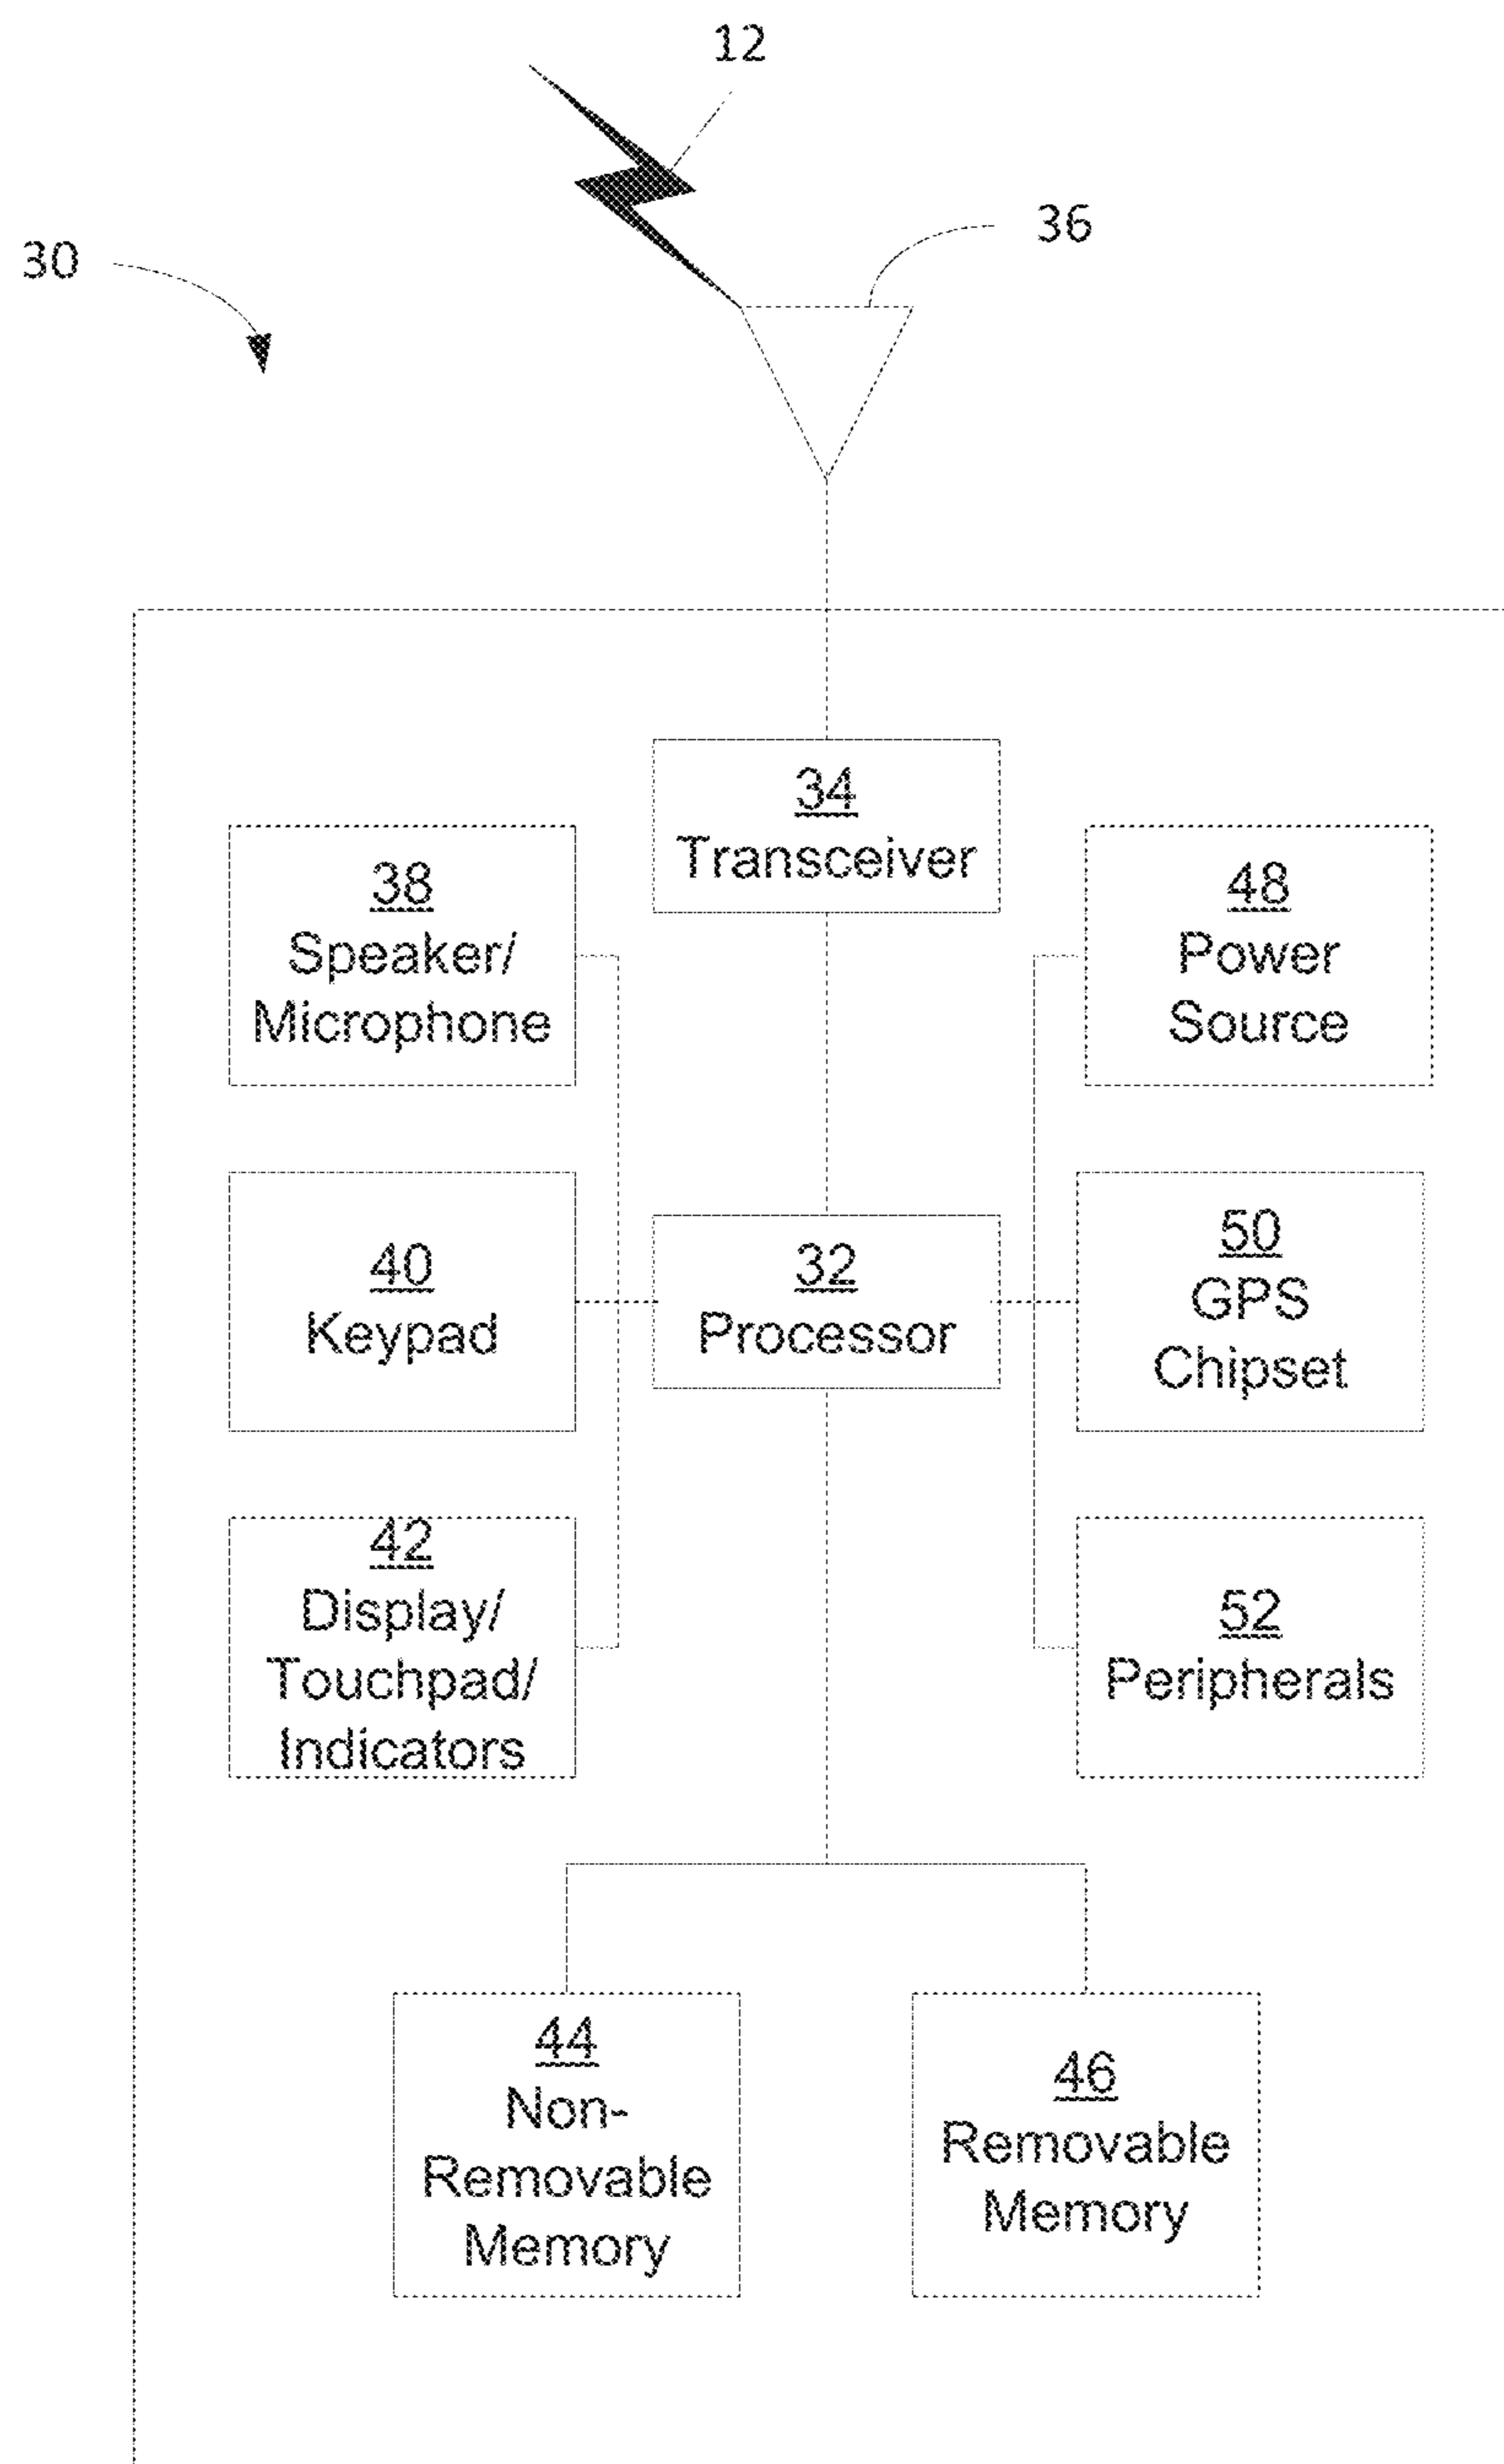 12
36
30
34
Transceiver
38
Speaker/
Microphone
48
Power
Source
40
Keypad
32
Processor
50
GPS
Chipset
42
Display/
Touchpad/
Indicators
52
Peripherals
44
Non-
Removable
Memory
46
Removable
Memory